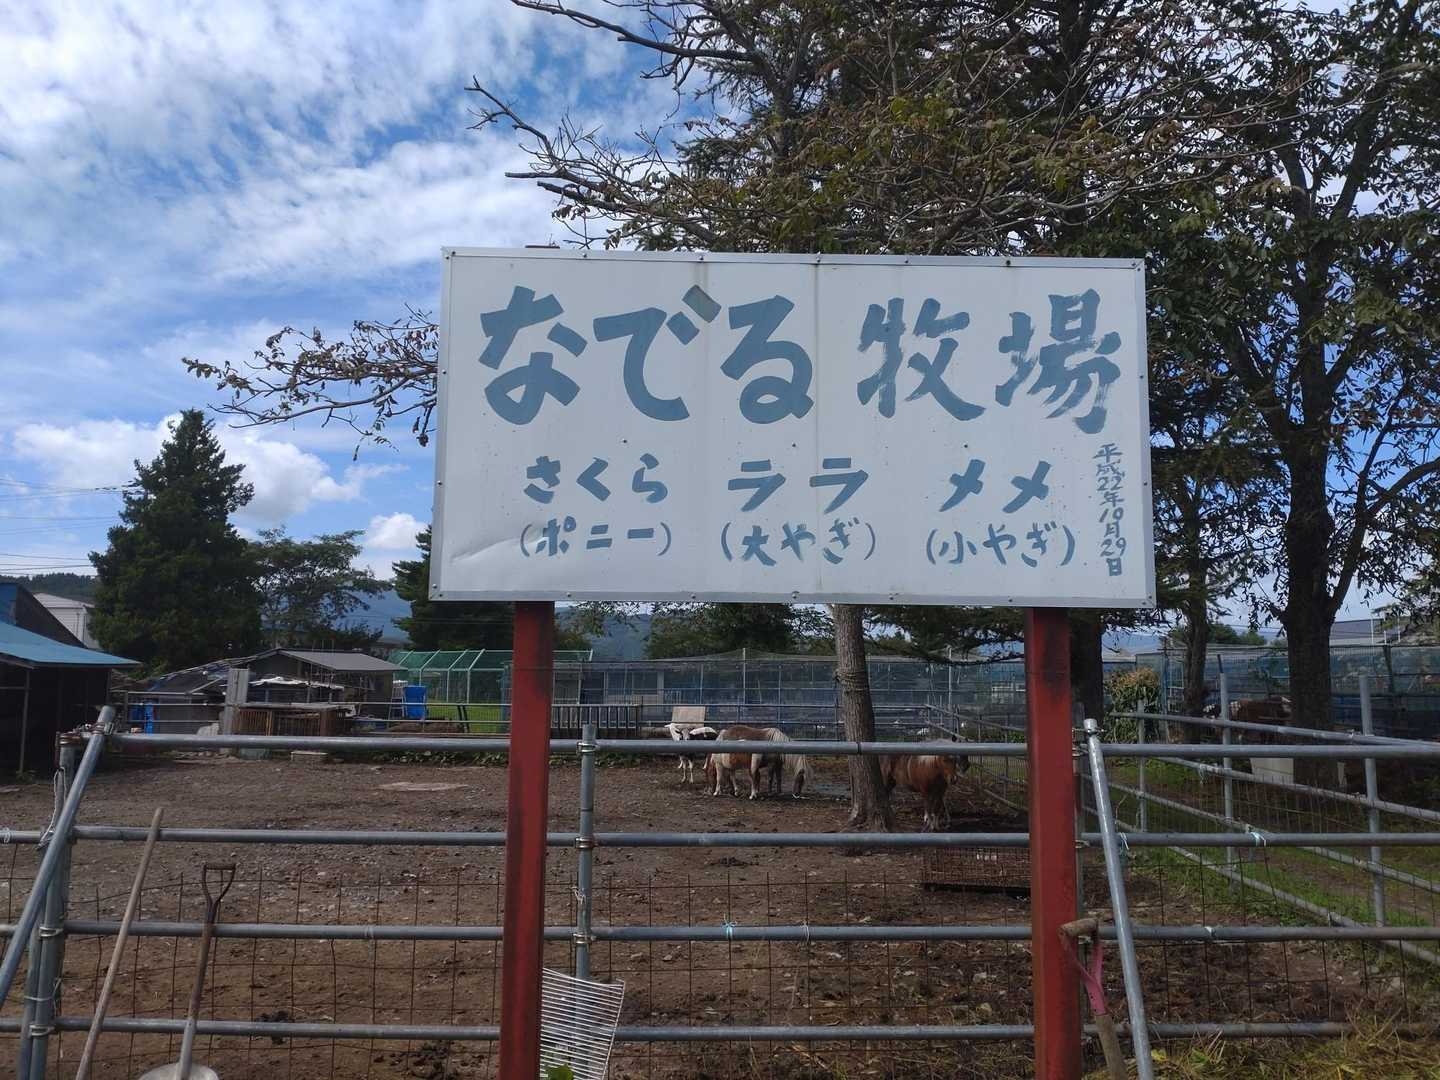 なでる牧場
さくら ララ メメ
(ポニー) (大やぎ) (小やぎ)
平成22年10月29日